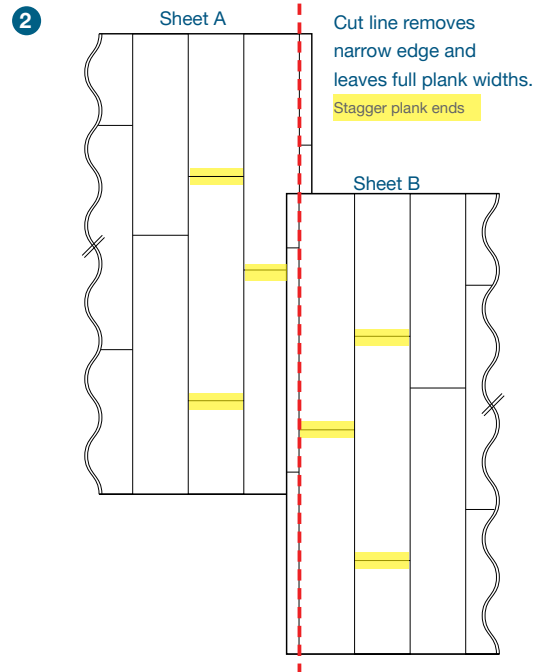 2
Sheet A
Cut line removes
narrow edge and
leaves full plank widths.
Stagger plank ends
Sheet B